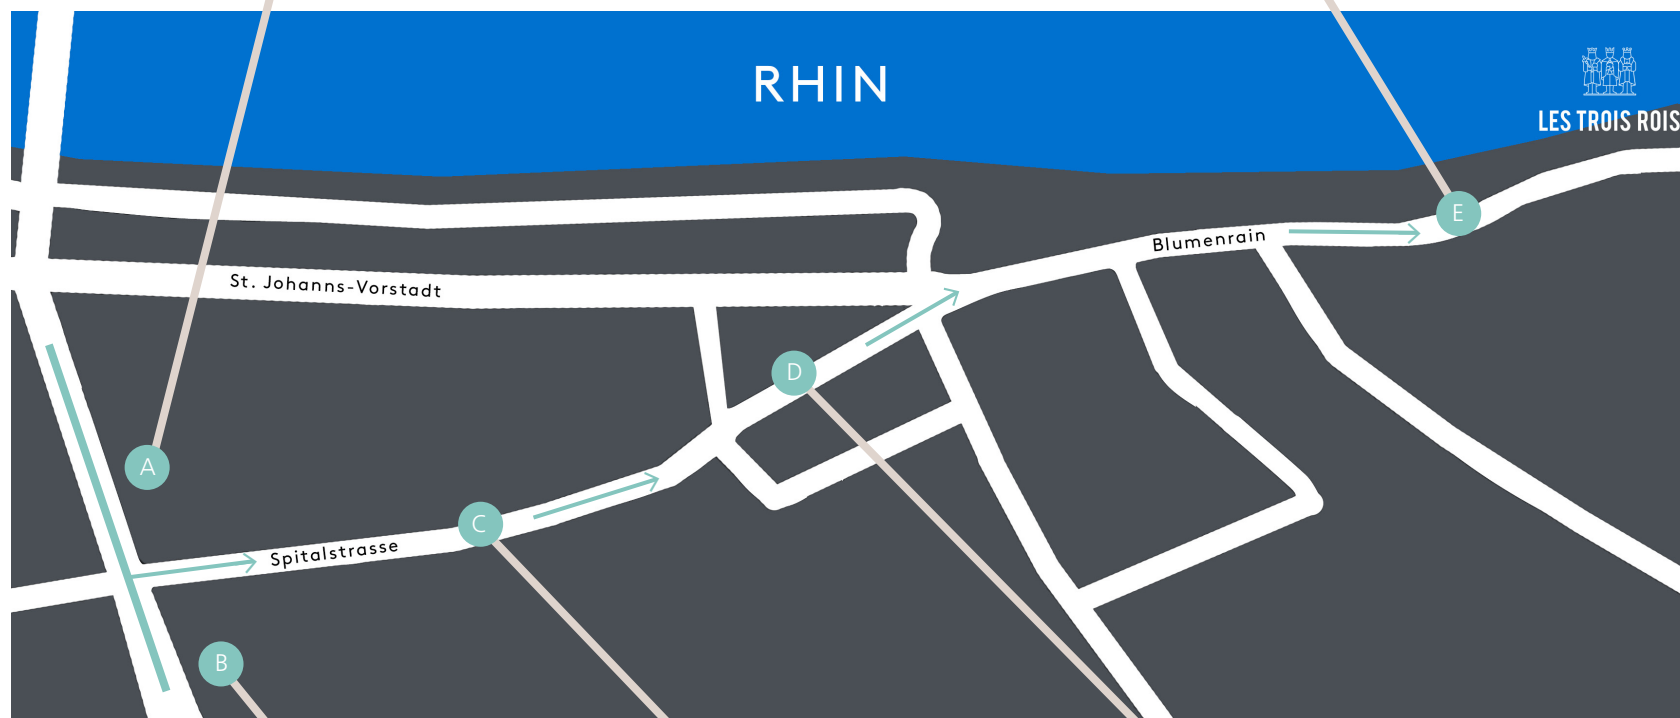 RHIN
LES TROIS ROIS
E
Blumenrain
St. Johanns-Vorstadt
D
A
C
Spitalstrasse
B